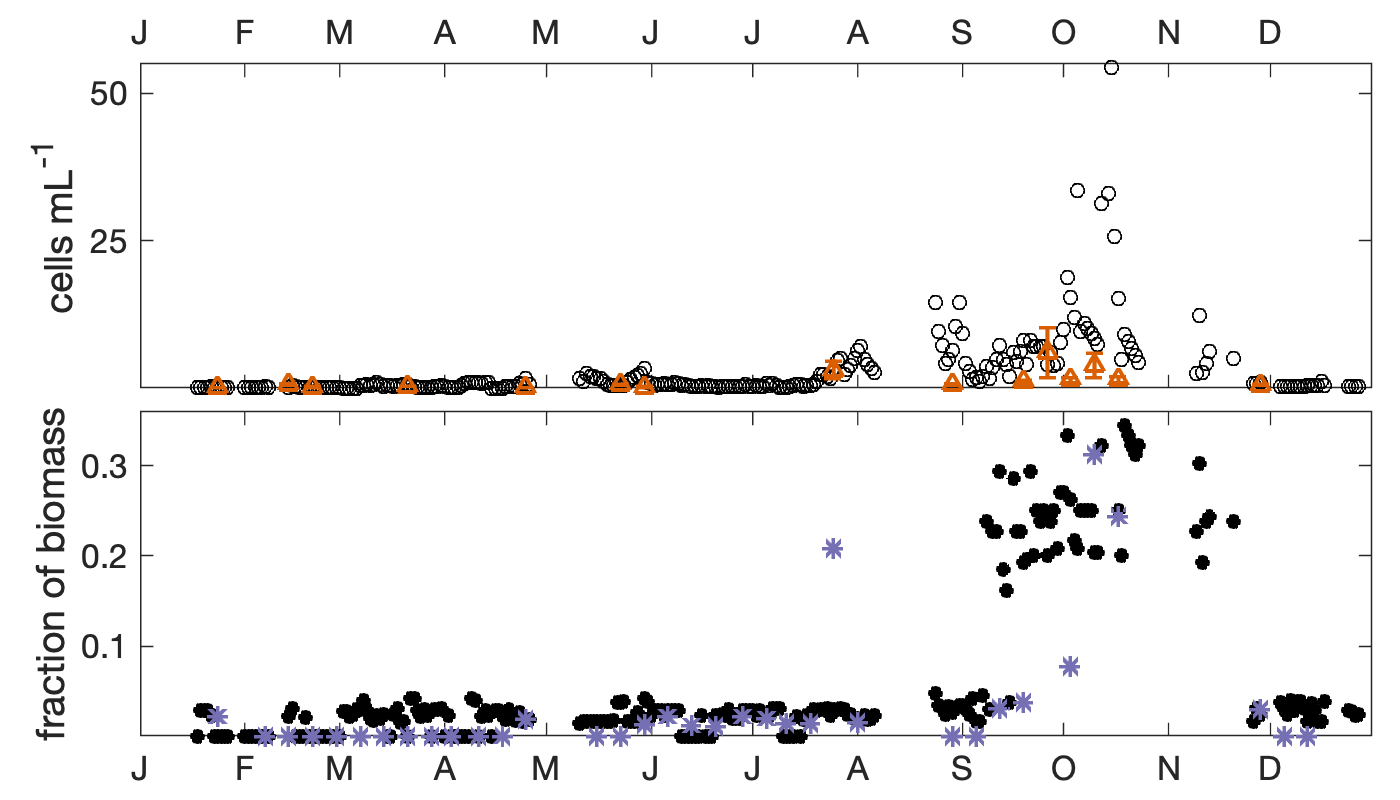 J F M A M J J A S O N D
50
25
cells mL⁻¹
0.3
0.2
0.1
fraction of biomass
J F M A M J J A S O N D